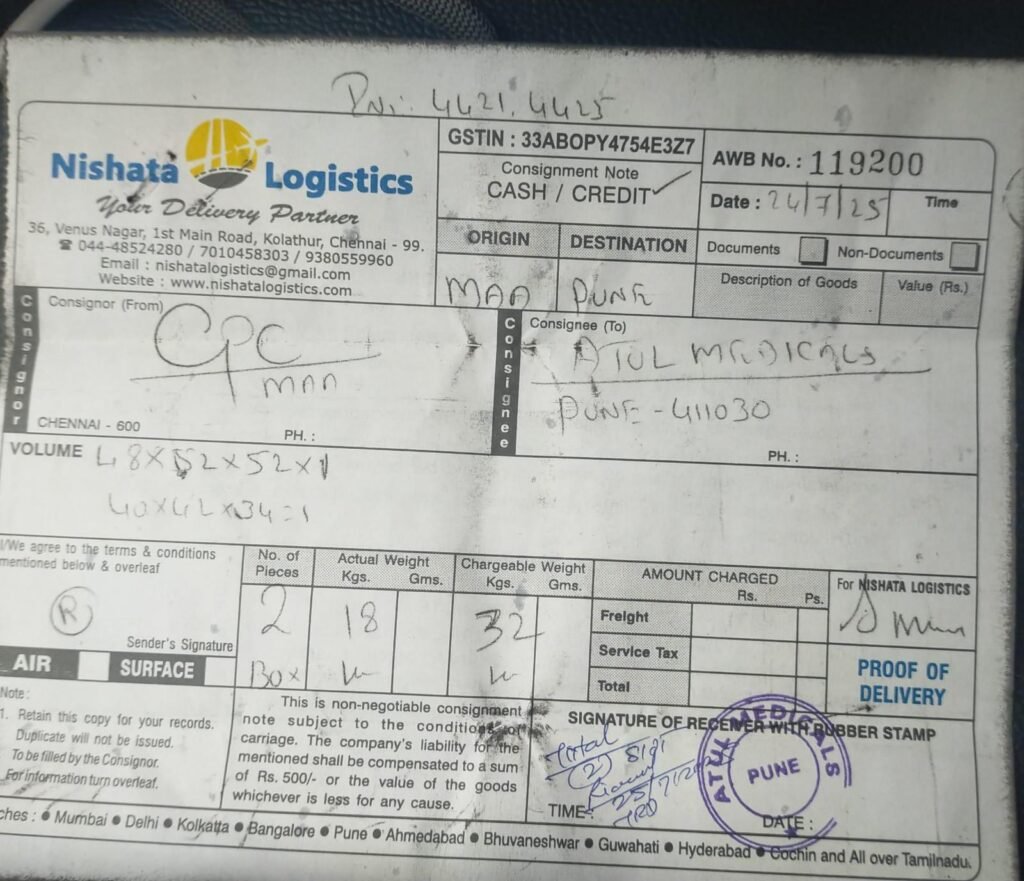 4421, 4425
Nishata Logistics
Your Delivery Partner
36, Venus Nagar, 1st Main Road, Kolathur, Chennai - 99.
☎ 044-48524280 / 7010458303 / 9380559960
Email : nishatalogistics@gmail.com
Website : www.nishatalogistics.com
GSTIN : 33ABOPY4754E3Z7
Consignment Note
CASH / CREDIT ✓
AWB No. : 119200
Date : 24/7/25 Time
ORIGIN DESTINATION
MAA PUNE
Documents Non-Documents
Description of Goods Value (Rs.)
Consignor
Consignor (From)
CPC
MAA
CHENNAI - 600
PH. :
Consignee
Consignee (To)
ATUL MEDICALS
PUNE - 411030
PH. :
VOLUME 48x52x52x1
40x42x34=1
I/We agree to the terms & conditions
mentioned below & overleaf
R
Sender's Signature
AIR SURFACE
No. of Pieces
2
Box
Actual Weight
Kgs. Gms.
18
Chargeable Weight
Kgs. Gms.
32
AMOUNT CHARGED
Rs. Ps.
Freight
Service Tax
Total
For NISHATA LOGISTICS
PROOF OF
DELIVERY
Note :
1. Retain this copy for your records.
Duplicate will not be issued.
To be filled by the Consignor.
For information turn overleaf.
This is non-negotiable consignment
note subject to the conditions of
carriage. The company's liability for the
mentioned shall be compensated to a sum
of Rs. 500/- or the value of the goods
whichever is less for any cause.
SIGNATURE OF RECEIVER WITH RUBBER STAMP
Total
(2)
TIME:
DATE :
ATUL MEDICALS
PUNE
ches : ● Mumbai ● Delhi ● Kolkatta ● Bangalore ● Pune ● Ahmedabad ● Bhuvaneshwar ● Guwahati ● Hyderabad ● Cochin and All over Tamilnadu.